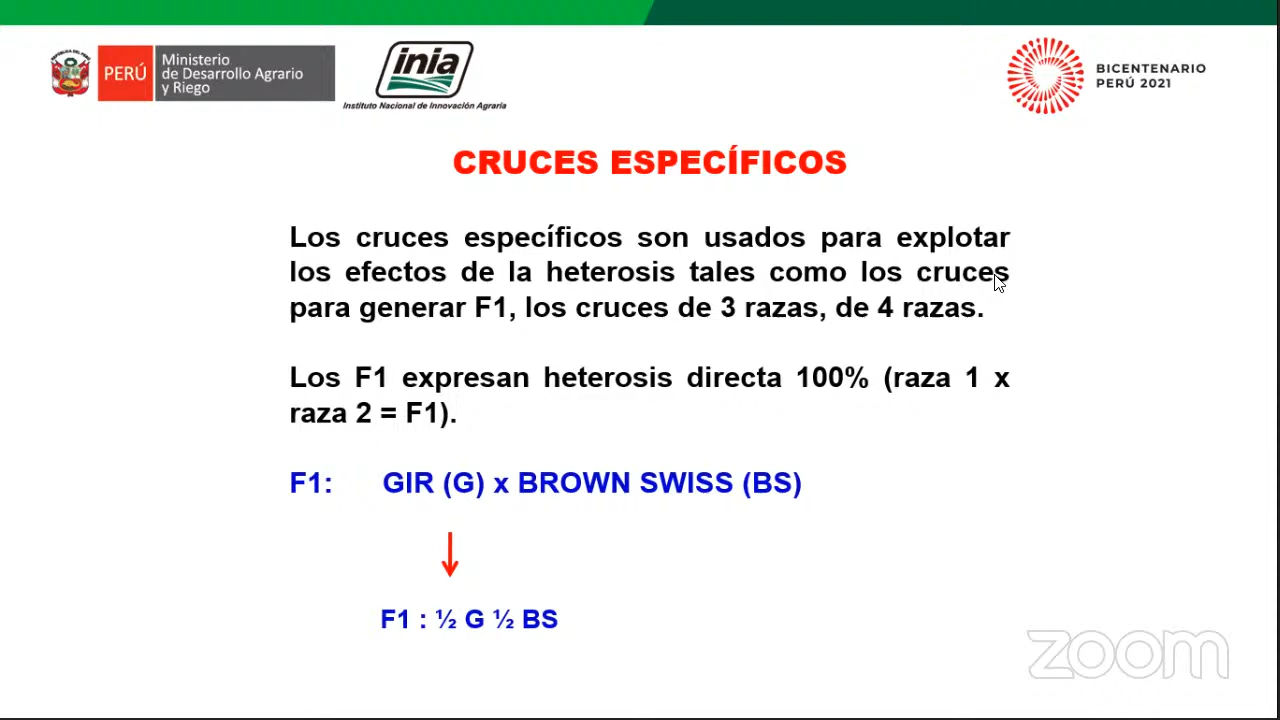 PERÚ
Ministerio
de Desarrollo Agrario
y Riego
inia
Instituto Nacional de Innovación Agraria
BICENTENARIO
PERÚ 2021
CRUCES ESPECÍFICOS
Los cruces específicos son usados para explotar
los efectos de la heterosis tales como los cruces
para generar F1, los cruces de 3 razas, de 4 razas.
Los F1 expresan heterosis directa 100% (raza 1 x
raza 2 = F1).
F1: GIR (G) x BROWN SWISS (BS)
F1 : ½ G ½ BS
zoom